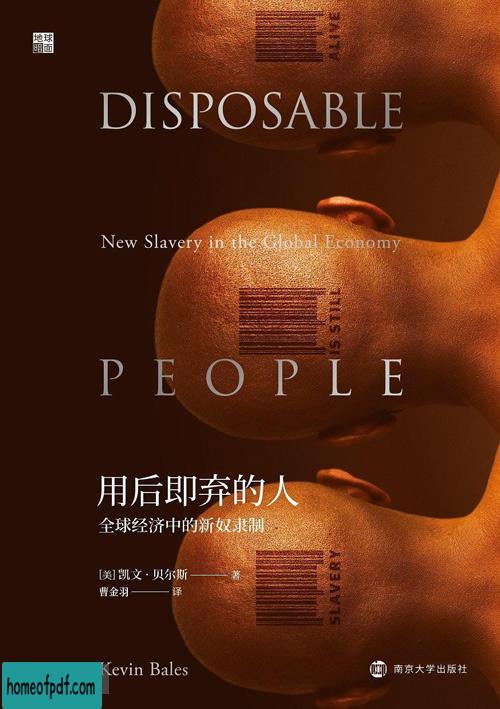 地球
暗面
ALIVE
DISPOSABLE
New Slavery in the Global Economy
IS STILL
PEOPLE
用后即弃的人
全球经济中的新奴隶制
[美] 凯文·贝尔斯——著
曹金羽——译
SLAVERY
Kevin Bales
南京大学出版社
homeofpdf.com